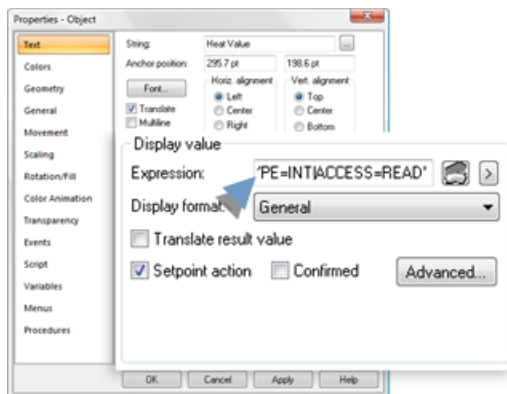 Properties - Object
Text
Colors
Geometry
General
Movement
Scaling
Rotation/Fill
Color Animation
Transparency
Events
Script
Variables
Menus
Procedures
String: Heat Value ...
Anchor position: 295.7 pt 198.6 pt
Font...
Translate
Multiline
Horiz. alignment
Left
Center
Right
Vert. alignment
Top
Center
Bottom
Display value
Expression: 'PE=INT|ACCESS=READ" >
Display format: General
Translate result value
Setpoint action Confirmed Advanced...
OK Cancel Apply Help